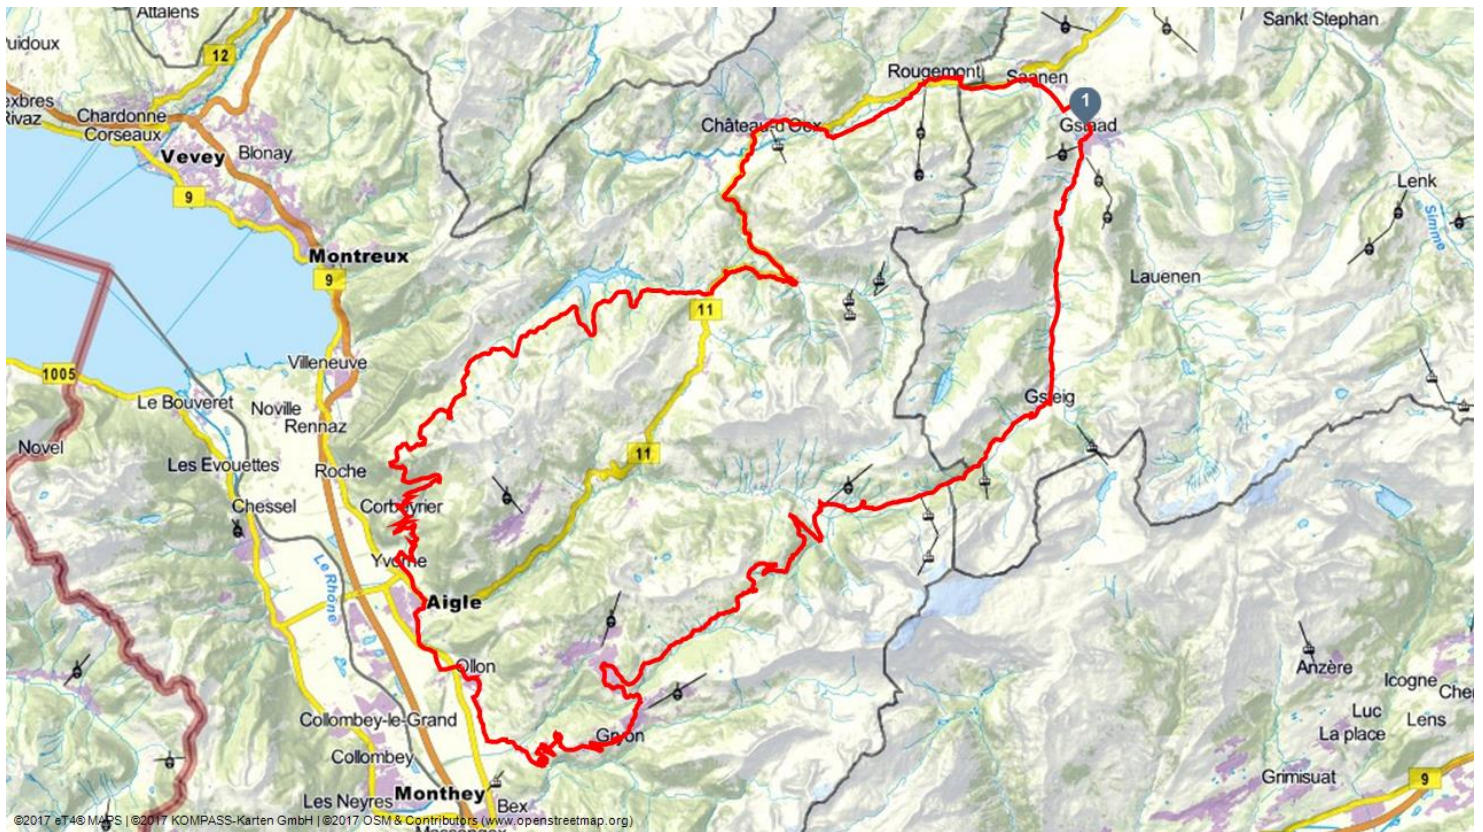 Attalens
Sankt Stephan
12
Rougemont
Saanen
1
Chardonne
Corseaux
Château-d'Oex
Gstaad
Vevey
Blonay
Lenk
9
Simme
Montreux
9
Lauenen
11
Villeneuve
1005
Le Bouveret
Noville
Rennaz
Gsteig
Novel
Les Evouettes
Roche
11
Chessel
Corbeyrier
Yvorne
Le Rhône
Aigle
Ollon
Anzère
Icogne
Collombey-le-Grand
Gryon
Luc
Lens
La place
Collombey
Grimisuat
9
Les Neyres
Monthey
Bex
©2017 eT4® MAPS | ©2017 KOMPASS-Karten GmbH | ©2017 OSM & Contributors (www.openstreetmap.org)